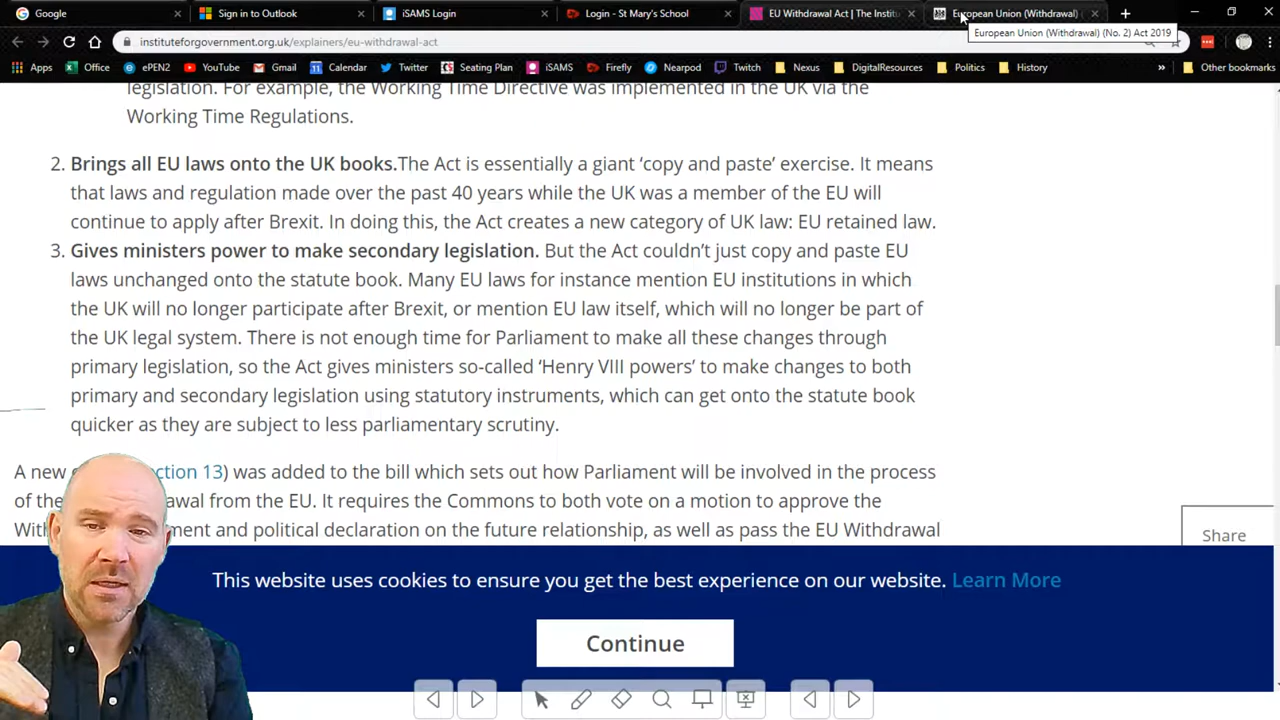 Google
Sign in to Outlook
iSAMS Login
Login - St Mary's School
EU Withdrawal Act | The Institu
European Union (Withdrawal)
European Union (Withdrawal) (No. 2) Act 2019
instituteforgovernment.org.uk/explainers/eu-withdrawal-act
Apps
Office
ePEN2
YouTube
Gmail
Calendar
Twitter
Seating Plan
iSAMS
Firefly
Nearpod
Twitch
Nexus
DigitalResources
Politics
History
»
Other bookmarks
legislation. For example, the Working Time Directive was implemented in the UK via the
Working Time Regulations.
2. Brings all EU laws onto the UK books.The Act is essentially a giant ‘copy and paste’ exercise. It means
that laws and regulation made over the past 40 years while the UK was a member of the EU will
continue to apply after Brexit. In doing this, the Act creates a new category of UK law: EU retained law.
3. Gives ministers power to make secondary legislation. But the Act couldn’t just copy and paste EU
laws unchanged onto the statute book. Many EU laws for instance mention EU institutions in which
the UK will no longer participate after Brexit, or mention EU law itself, which will no longer be part of
the UK legal system. There is not enough time for Parliament to make all these changes through
primary legislation, so the Act gives ministers so-called ‘Henry VIII powers’ to make changes to both
primary and secondary legislation using statutory instruments, which can get onto the statute book
quicker as they are subject to less parliamentary scrutiny.
A new ction 13) was added to the bill which sets out how Parliament will be involved in the process
of the awal from the EU. It requires the Commons to both vote on a motion to approve the
With ment and political declaration on the future relationship, as well as pass the EU Withdrawal
Share
This website uses cookies to ensure you get the best experience on our website. Learn More
Continue